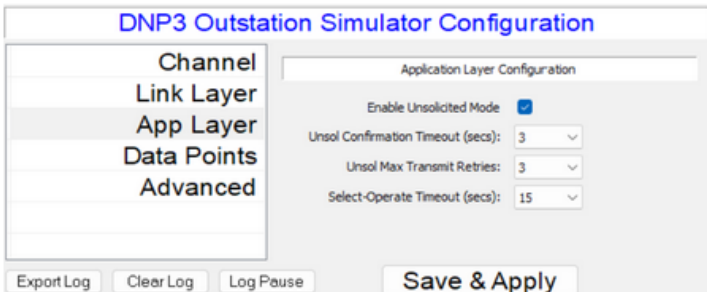 DNP3 Outstation Simulator Configuration
Channel
Link Layer
App Layer
Data Points
Advanced
Application Layer Configuration
Enable Unsolicited Mode
Unsol Confirmation Timeout (secs): 3
Unsol Max Transmit Retries: 3
Select-Operate Timeout (secs): 15
Export Log Clear Log Log Pause Save & Apply